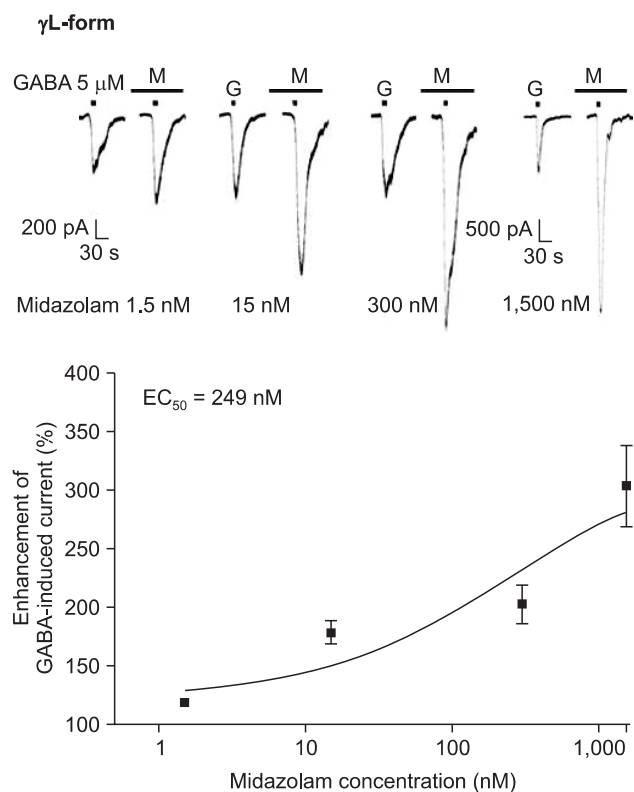 γL-form
GABA 5 μM M G M G M G M
200 pA
30 s
500 pA
30 s
Midazolam 1.5 nM 15 nM 300 nM 1,500 nM
400
350
300
250
200
150
100
EC50 = 249 nM
Enhancement of
GABA-induced current (%)
1 10 100 1,000
Midazolam concentration (nM)